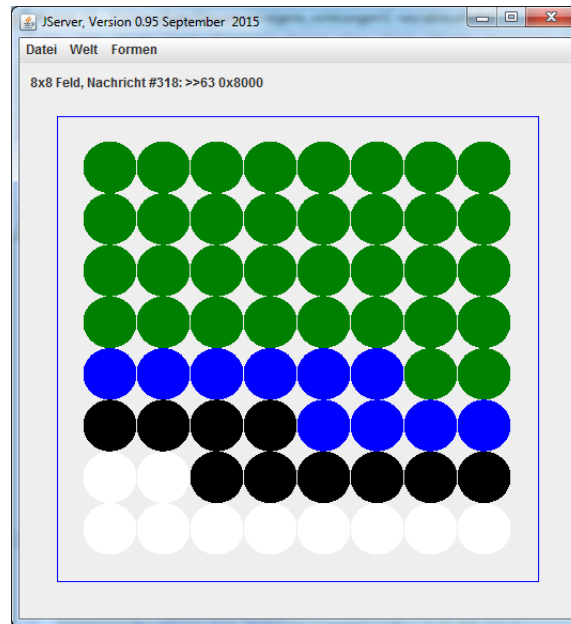 JServer, Version 0.95 September 2015
Datei Welt Formen
8x8 Feld, Nachricht #318: >>63 0x8000